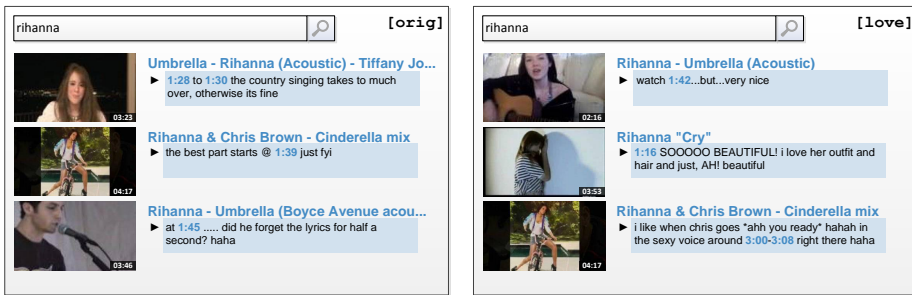 rihanna
[orig]
Umbrella - Rihanna (Acoustic) - Tiffany Jo...
► 1:28 to 1:30 the country singing takes to much
over, otherwise its fine
03:23
Rihanna & Chris Brown - Cinderella mix
► the best part starts @ 1:39 just fyi
04:17
Rihanna - Umbrella (Boyce Avenue acou...
► at 1:45 ..... did he forget the lyrics for half a
second? haha
03:46
rihanna
[love]
Rihanna - Umbrella (Acoustic)
► watch 1:42...but...very nice
02:16
Rihanna "Cry"
► 1:16 SOOOOO BEAUTIFUL! i love her outfit and
hair and just, AH! beautiful
03:53
Rihanna & Chris Brown - Cinderella mix
► i like when chris goes *ahh you ready* hahah in
the sexy voice around 3:00-3:08 right there haha
04:17